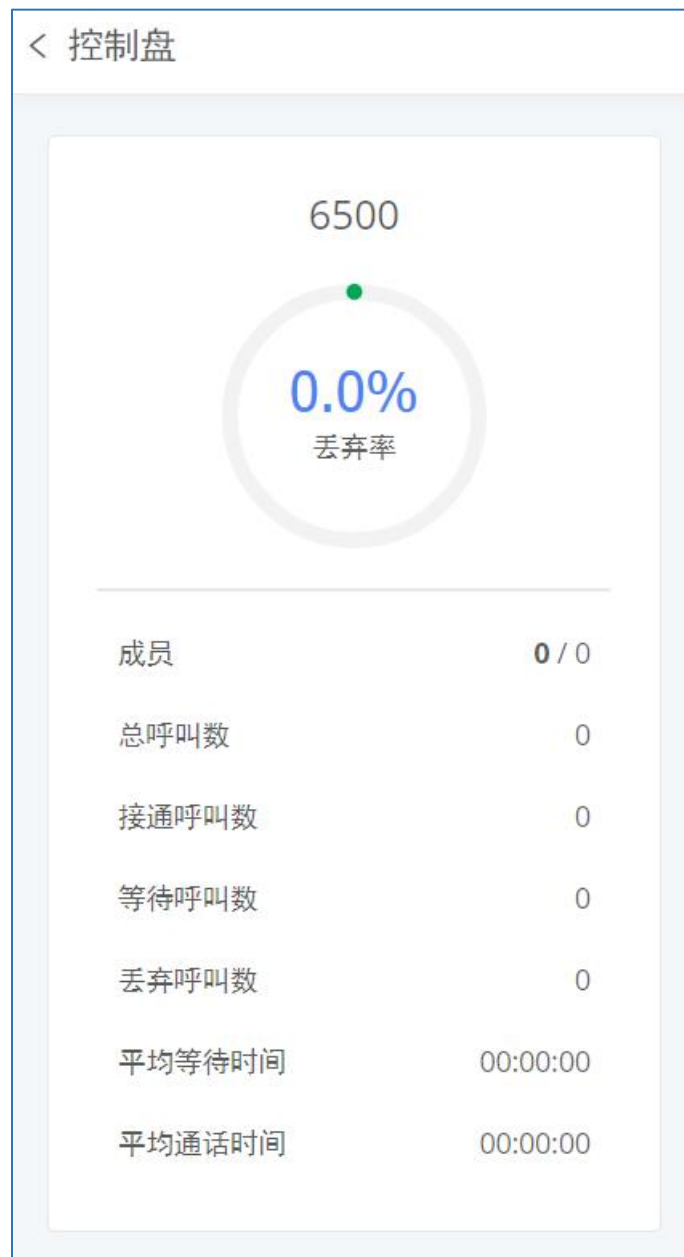 控制盘
6500
0.0%
丢弃率
成员 0 / 0
总呼叫数 0
接通呼叫数 0
等待呼叫数 0
丢弃呼叫数 0
平均等待时间 00:00:00
平均通话时间 00:00:00